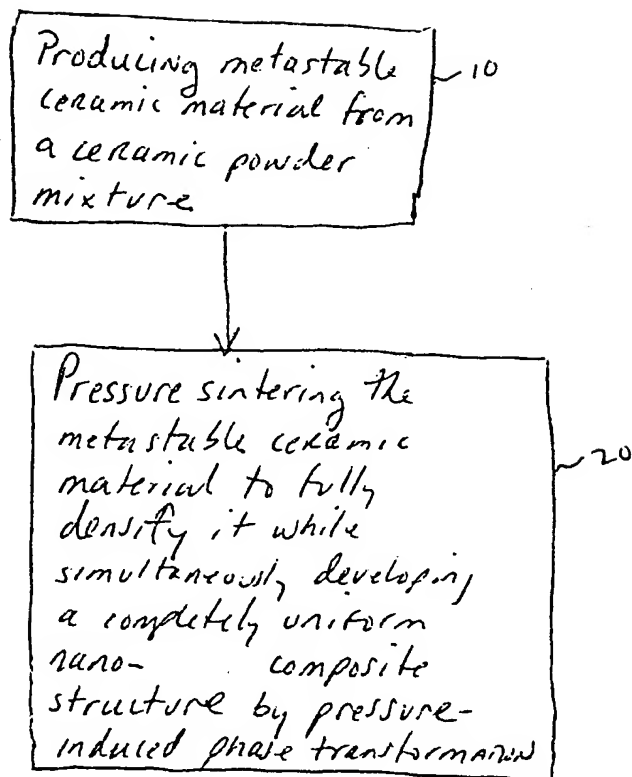 Producing metastable
10
ceramic material from
a ceramic powder
mixture
Pressure sintering the
metastable ceramic
material to fully
20
densify it while
simultaneously developing
a completely uniform
nano- composite
structure by pressure-
induced phase transformation